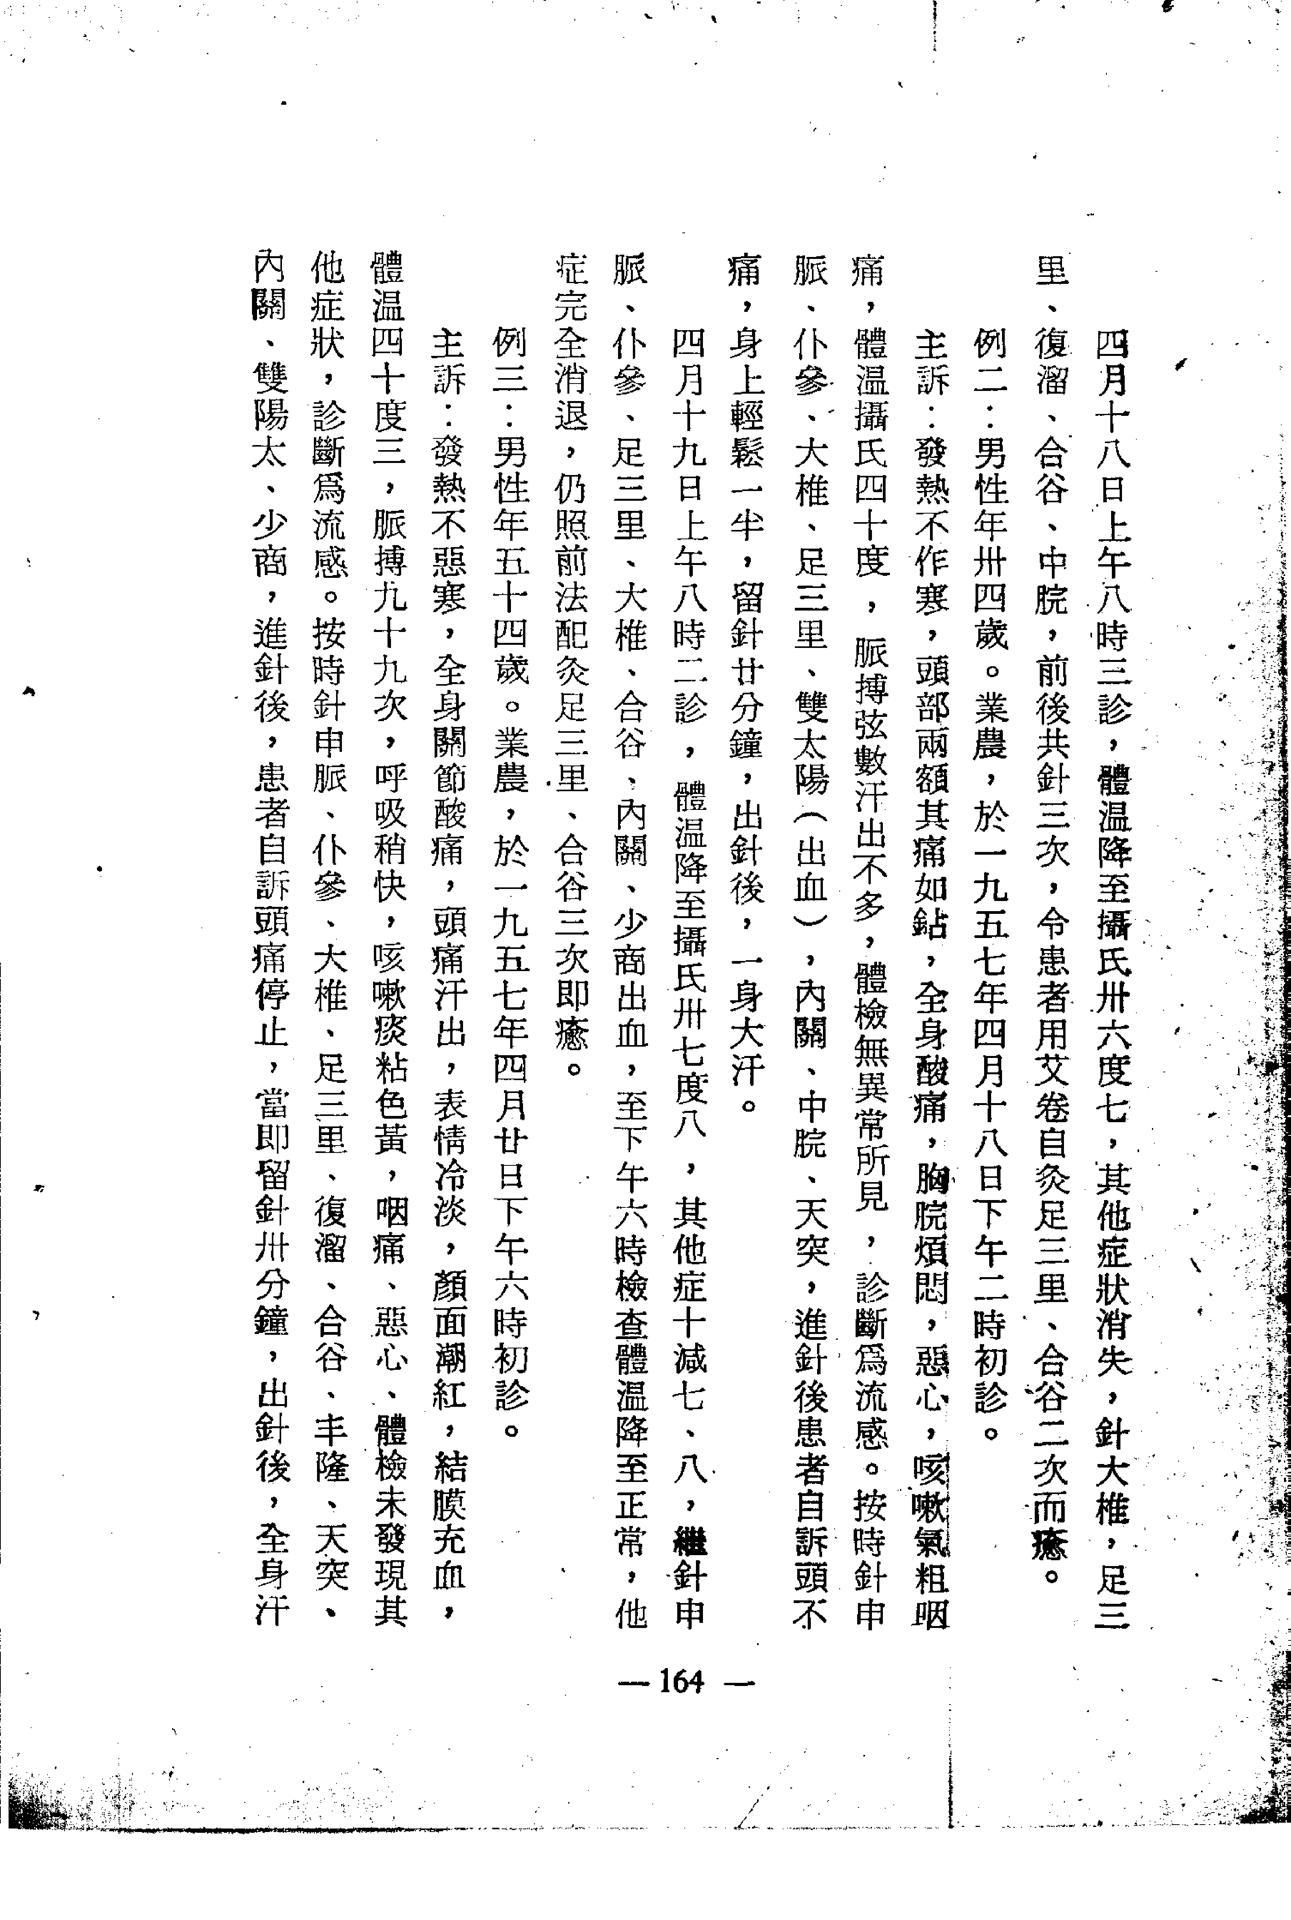 四月十八日上午八時三診，體温降至攝氏卅六度七，其他症狀消失，針大椎，足三
里、復溜、合谷、中脘，前後共針三次，令患者用艾卷自灸足三里、合谷二次而癒。
例二：男性年卅四歲。業農，於一九五七年四月十八日下午二時初診。
主訴：發熱不作寒，頭部兩額其痛如鉆，全身酸痛，胸脘煩悶，惡心，咳嗽氣粗咽
痛，體温攝氏四十度，脈搏弦數汗出不多，體檢無異常所見，診斷爲流感。按時針申
脈、仆參、大椎、足三里、雙太陽（出血），內關、中脘、天突，進針後患者自訴頭不
痛，身上輕鬆一半，留針廿分鐘，出針後，一身大汗。
四月十九日上午八時二診，體温降至攝氏卅七度八，其他症十減七、八，繼針申
脈、仆參、足三里、大椎、合谷、內關、少商出血，至下午六時檢查體温降至正常，他
症完全消退，仍照前法配灸足三里、合谷三次即癒。
例三：男性年五十四歲。業農，於一九五七年四月廿日下午六時初診。
主訴：發熱不惡寒，全身關節酸痛，頭痛汗出，表情冷淡，顏面潮紅，結膜充血，
體温四十度三，脈搏九十九次，呼吸稍快，咳嗽痰粘色黃，咽痛、惡心、體檢未發現其
他症狀，診斷爲流感。按時針申脈、仆參、大椎、足三里、復溜、合谷、丰隆、天突、
內關、雙陽太、少商，進針後，患者自訴頭痛停止，當即留針卅分鐘，出針後，全身汗
— 164 —